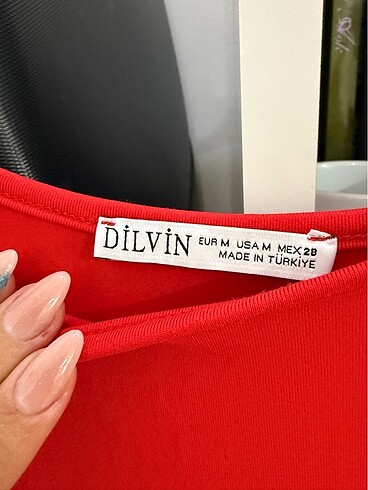 DİLVİN EUR M USA M MEX 28
MADE IN TÜRKİYE